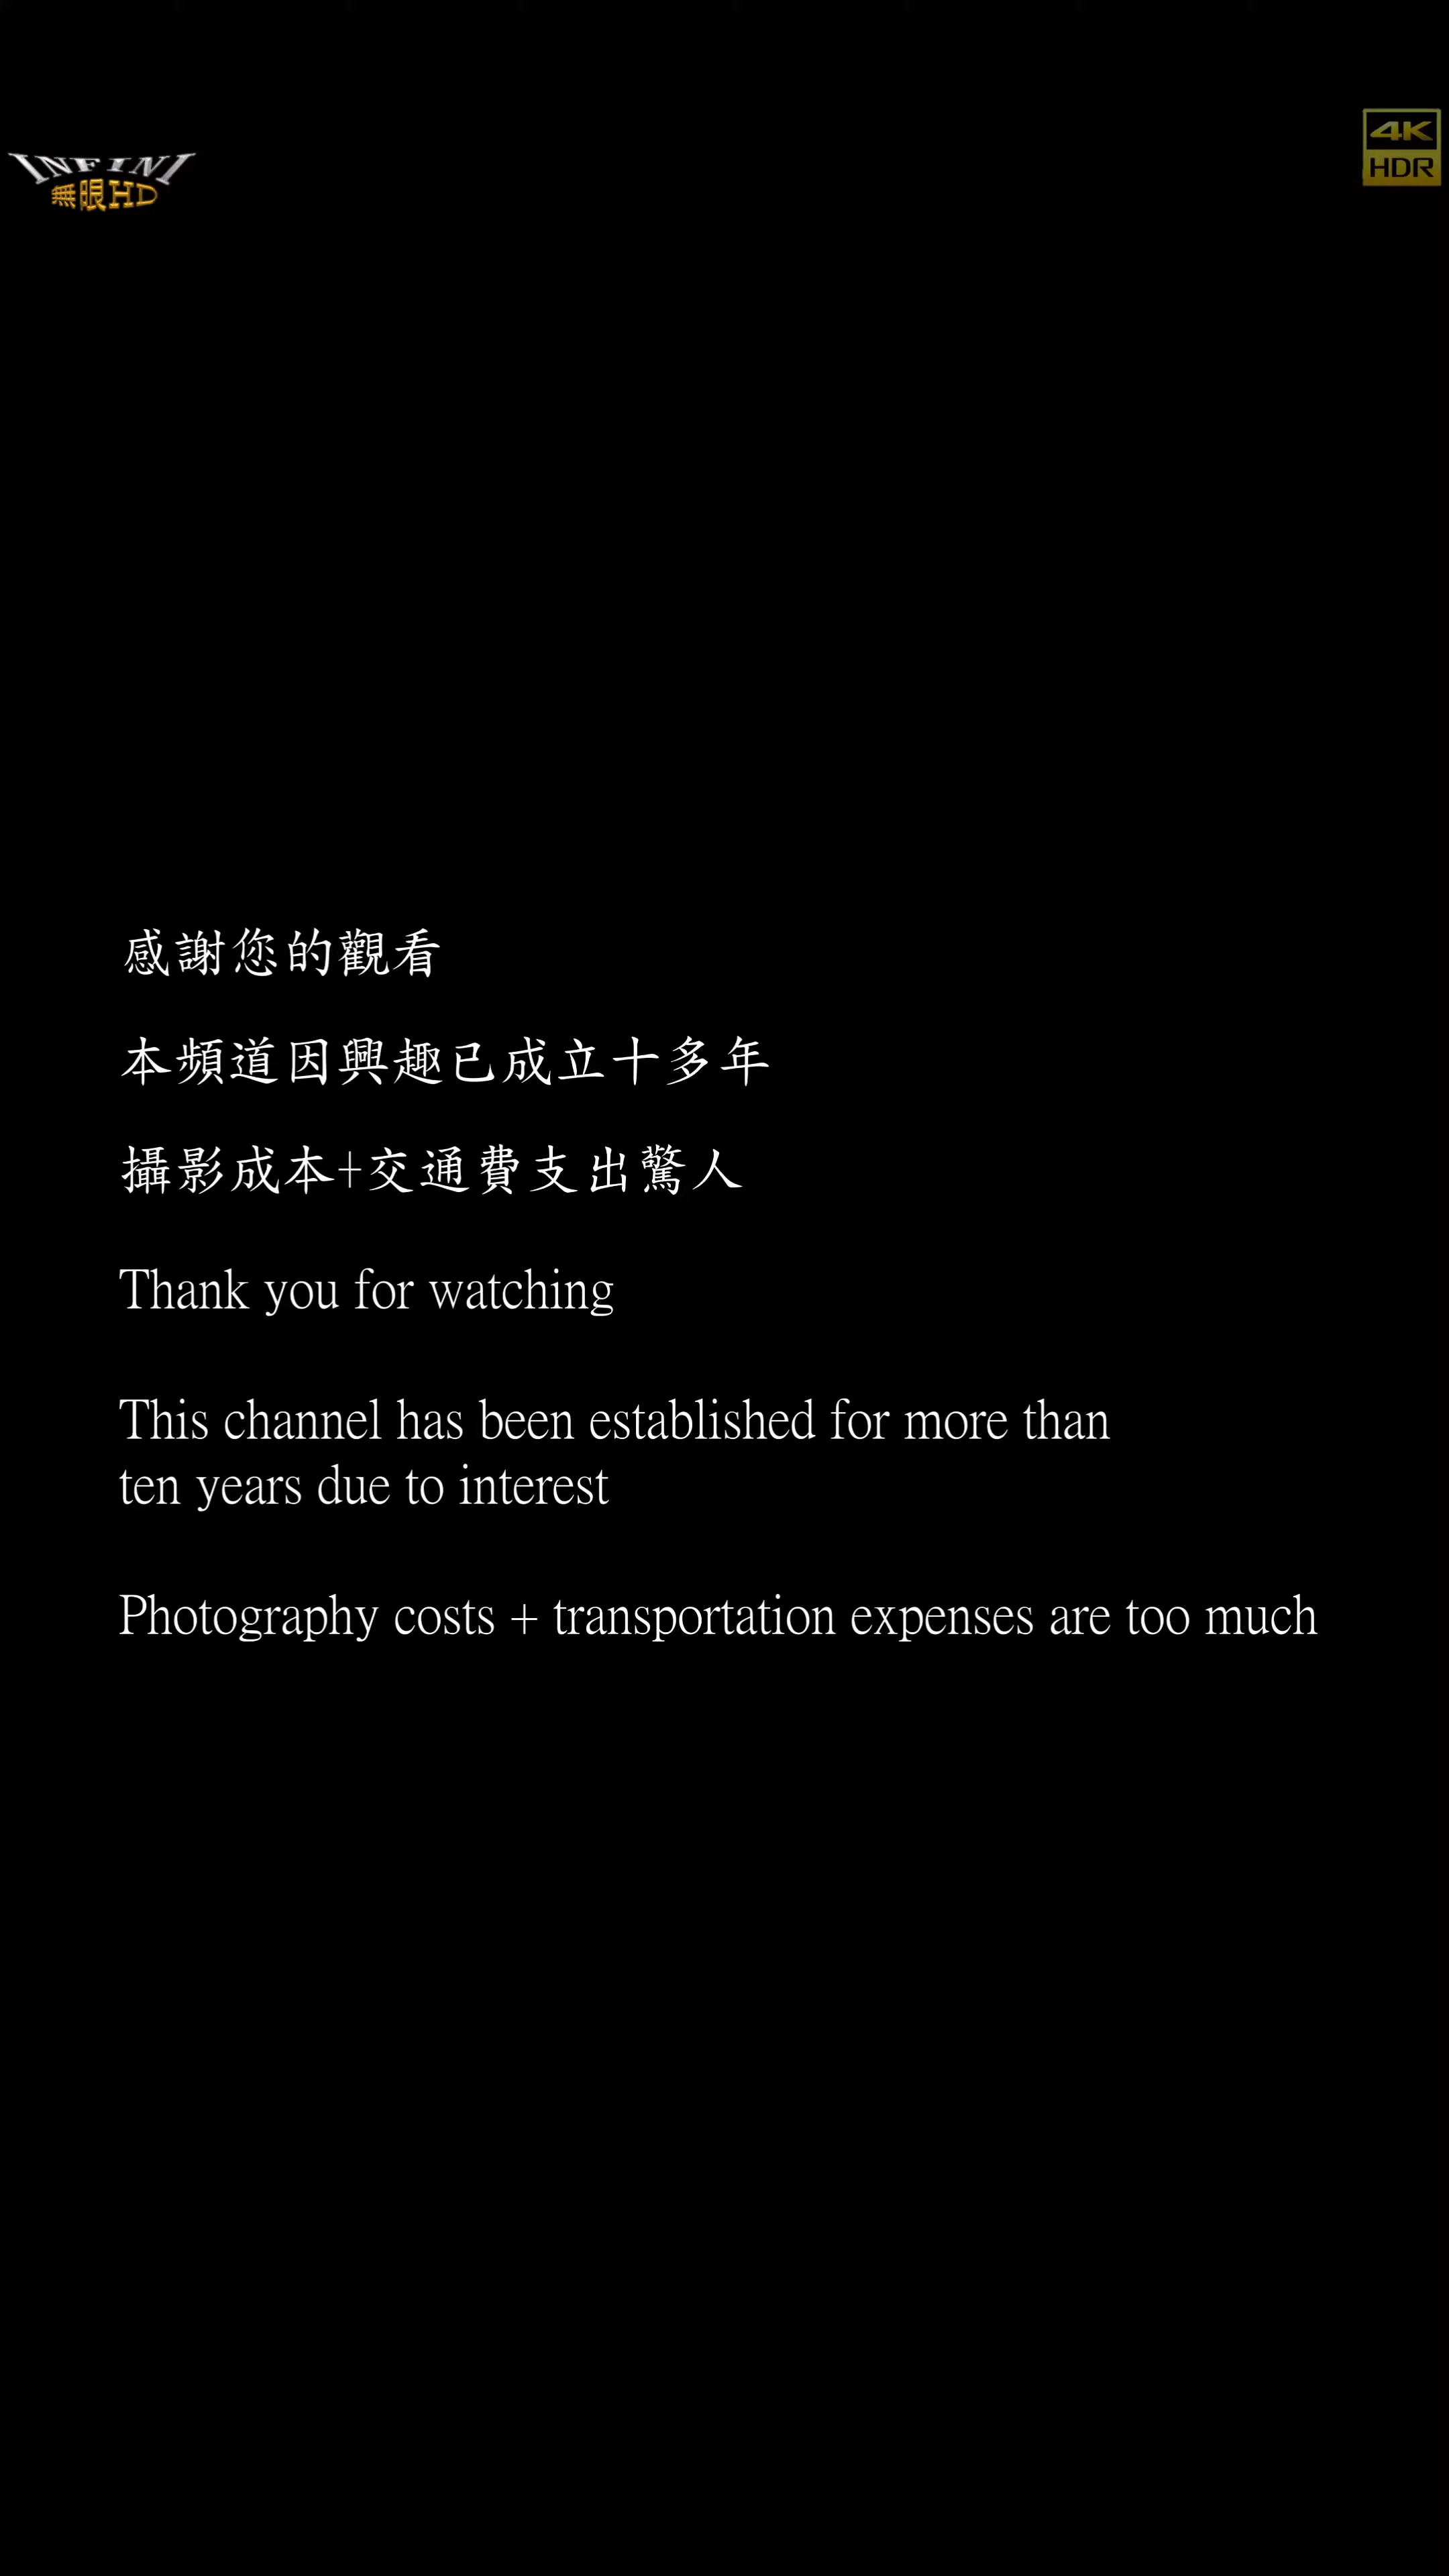 INFINI
無限HD
4K
HDR
感謝您的觀看
本頻道因興趣已成立十多年
攝影成本+交通費支出驚人
Thank you for watching
This channel has been established for more than
ten years due to interest
Photography costs + transportation expenses are too much